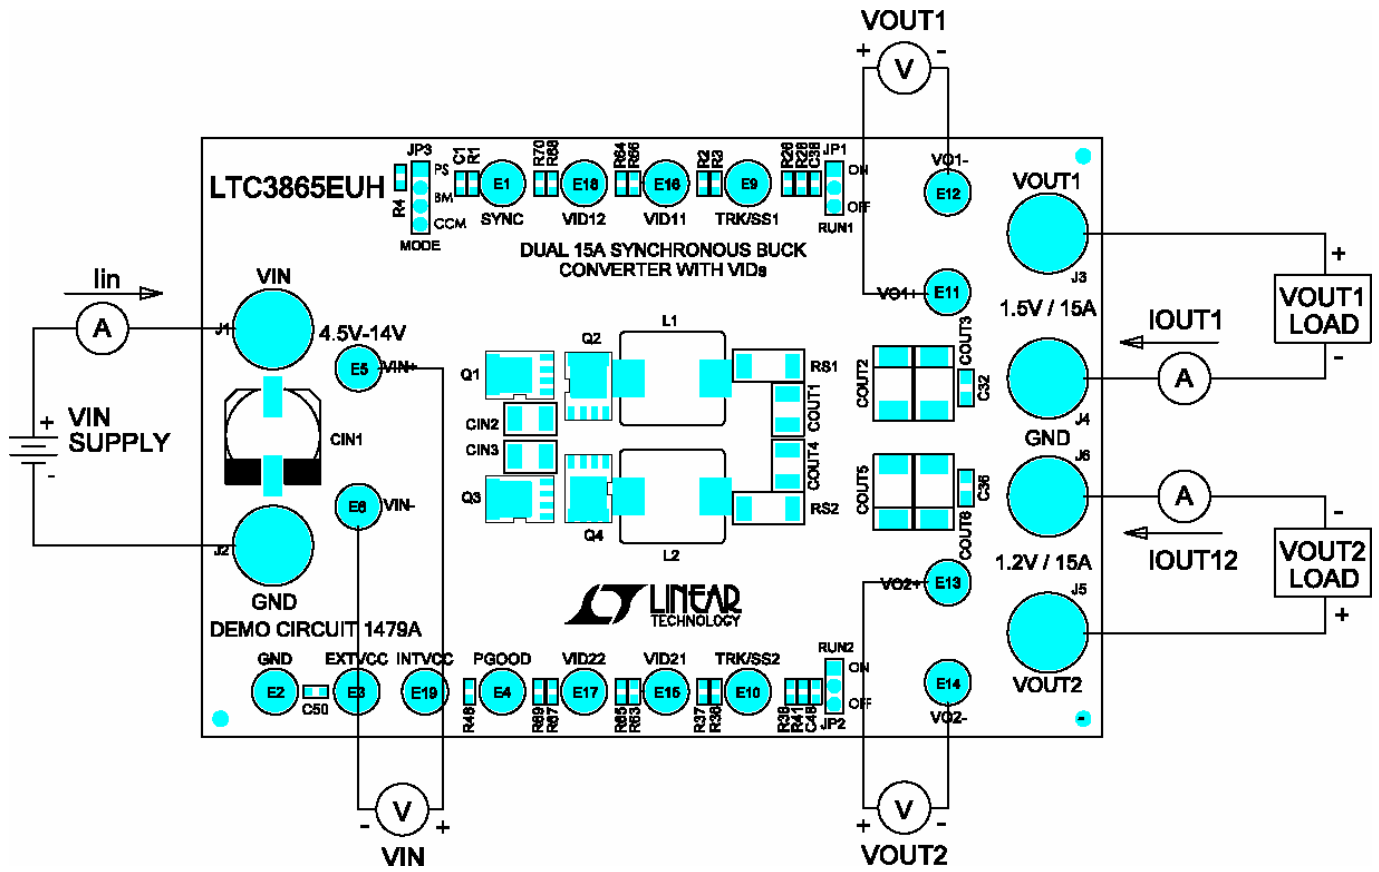 VOUT1
+ V -
JP3
PS
BM
CCM
MODE
R4
LTC3865EUH
C1
R1
E1
SYNC
R70
R68
E18
VID12
R64
R66
E16
VID11
R2
R3
E9
TRK/SS1
R26
R28
C38
JP1
ON
OFF
RUN1
VO1-
E12
VOUT1
J3
DUAL 15A SYNCHRONOUS BUCK
CONVERTER WITH VIDs
VO1+
E11
1.5V / 15A
+
VOUT1
LOAD
-
IOUT1
A
Iin
A
VIN
J1
4.5V-14V
E5
VIN+
+
VIN
SUPPLY
-
CIN1
E6
VIN-
J2
GND
Q1
Q2
L1
RS1
CIN2
CIN3
COUT1
COUT4
Q3
Q4
L2
RS2
COUT2
COUT3
C32
COUT5
COUT6
C36
J4
GND
J6
A
IOUT12
-
VOUT2
LOAD
+
1.2V / 15A
J5
VOUT2
VO2+
E13
LINEAR
TECHNOLOGY
DEMO CIRCUIT 1479A
GND
E2
C50
EXTVCC
E3
INTVCC
E19
R46
PGOOD
E4
R69
R67
VID22
E17
R65
R63
VID21
E15
R37
R36
TRK/SS2
E10
R41
C48
RUN2
ON
OFF
JP2
E14
VO2-
-
- V +
VIN
+ V -
VOUT2